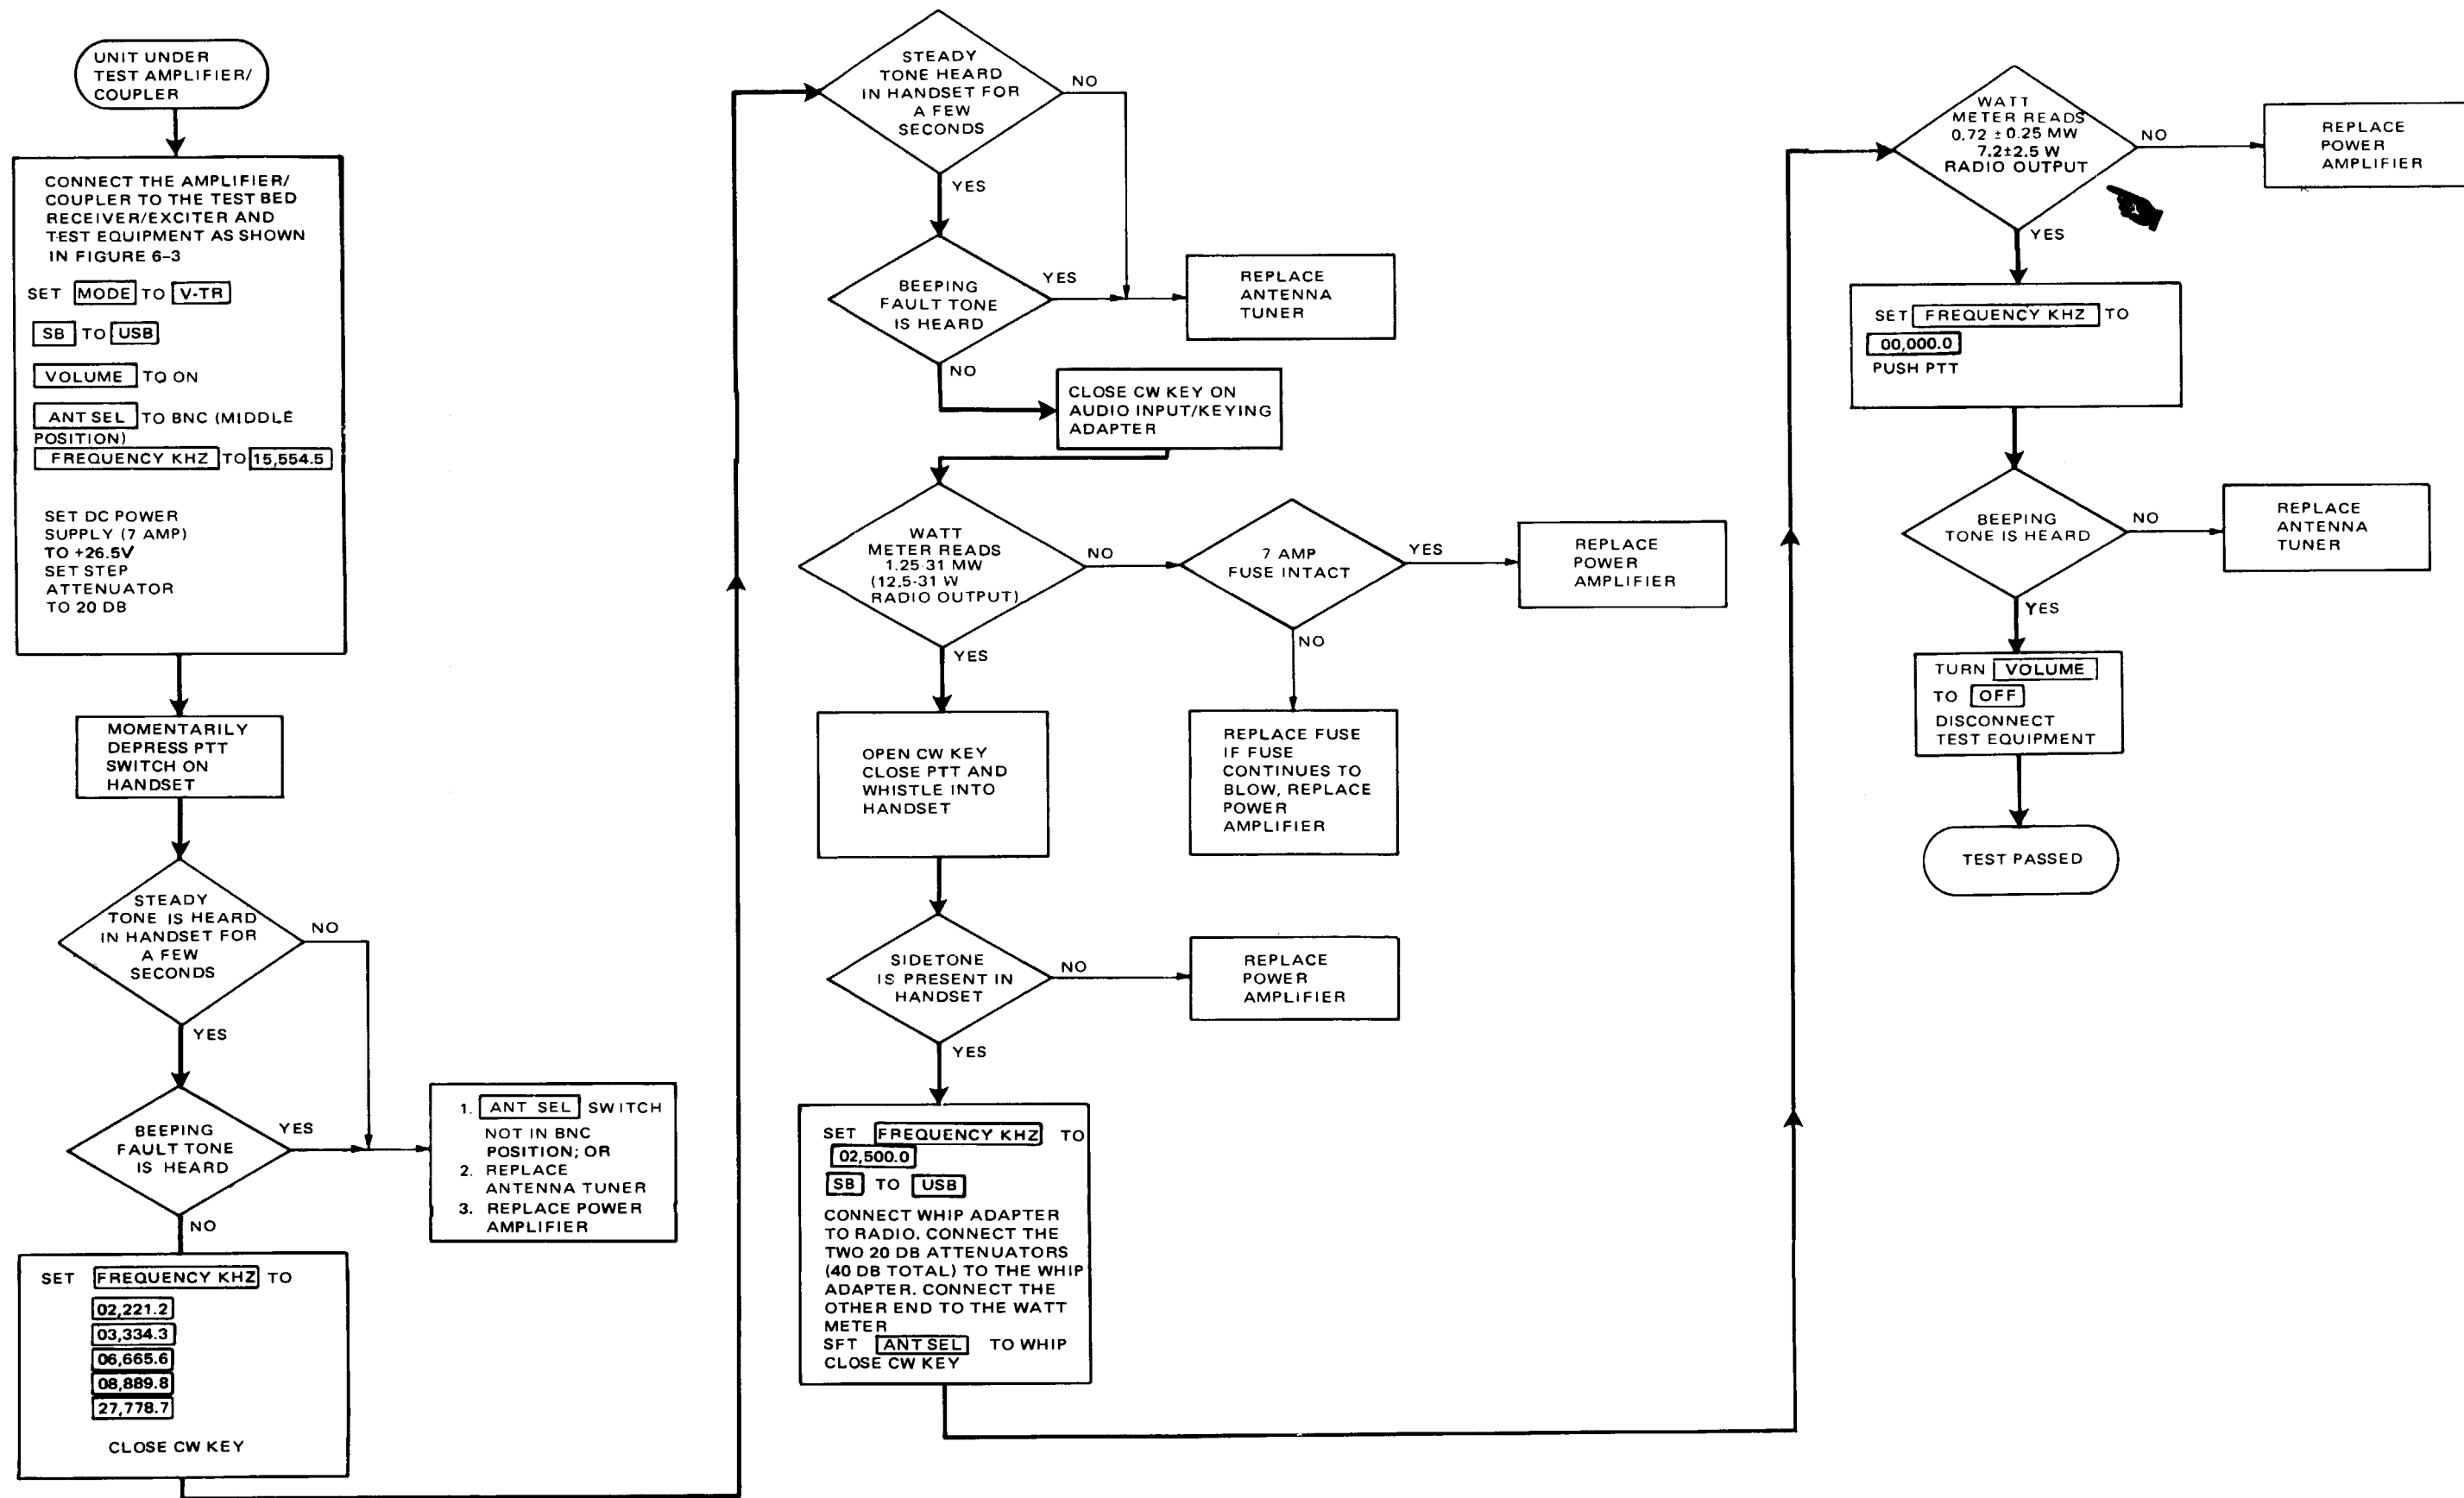 UNIT UNDER
TEST AMPLIFIER/
COUPLER
CONNECT THE AMPLIFIER/
COUPLER TO THE TEST BED
RECEIVER/EXCITER AND
TEST EQUIPMENT AS SHOWN
IN FIGURE 6-3
SET MODE TO V-TR
SB TO USB
VOLUME TO ON
ANT SEL TO BNC (MIDDLE
POSITION)
FREQUENCY KHZ TO 15,554.5
SET DC POWER
SUPPLY (7 AMP)
TO +26.5V
SET STEP
ATTENUATOR
TO 20 DB
MOMENTARILY
DEPRESS PTT
SWITCH ON
HANDSET
STEADY
TONE IS HEARD
IN HANDSET FOR
A FEW
SECONDS
NO
YES
BEEPING
FAULT TONE
IS HEARD
YES
NO
1. ANT SEL SWITCH
NOT IN BNC
POSITION; OR
2. REPLACE
ANTENNA TUNER
3. REPLACE POWER
AMPLIFIER
SET FREQUENCY KHZ TO
02,221.2
03,334.3
06,665.6
08,889.8
27,778.7
CLOSE CW KEY
STEADY
TONE HEARD
IN HANDSET FOR
A FEW
SECONDS
NO
YES
BEEPING
FAULT TONE
IS HEARD
YES
NO
REPLACE
ANTENNA
TUNER
CLOSE CW KEY ON
AUDIO INPUT/KEYING
ADAPTER
WATT
METER READS
1.25-31 MW
(12.5-31 W
RADIO OUTPUT)
NO
YES
7 AMP
FUSE INTACT
YES
NO
REPLACE
POWER
AMPLIFIER
REPLACE FUSE
IF FUSE
CONTINUES TO
BLOW, REPLACE
POWER
AMPLIFIER
OPEN CW KEY
CLOSE PTT AND
WHISTLE INTO
HANDSET
SIDETONE
IS PRESENT IN
HANDSET
NO
YES
REPLACE
POWER
AMPLIFIER
SET FREQUENCY KHZ TO
02,500.0
SB TO USB
CONNECT WHIP ADAPTER
TO RADIO. CONNECT THE
TWO 20 DB ATTENUATORS
(40 DB TOTAL) TO THE WHIP
ADAPTER. CONNECT THE
OTHER END TO THE WATT
METER
SFT ANT SEL TO WHIP
CLOSE CW KEY
WATT
METER READS
0.72 ± 0.25 MW
7.2±2.5 W
RADIO OUTPUT
NO
YES
REPLACE
POWER
AMPLIFIER
SET FREQUENCY KHZ TO
00,000.0
PUSH PTT
BEEPING
TONE IS HEARD
NO
YES
REPLACE
ANTENNA
TUNER
TURN VOLUME
TO OFF
DISCONNECT
TEST EQUIPMENT
TEST PASSED